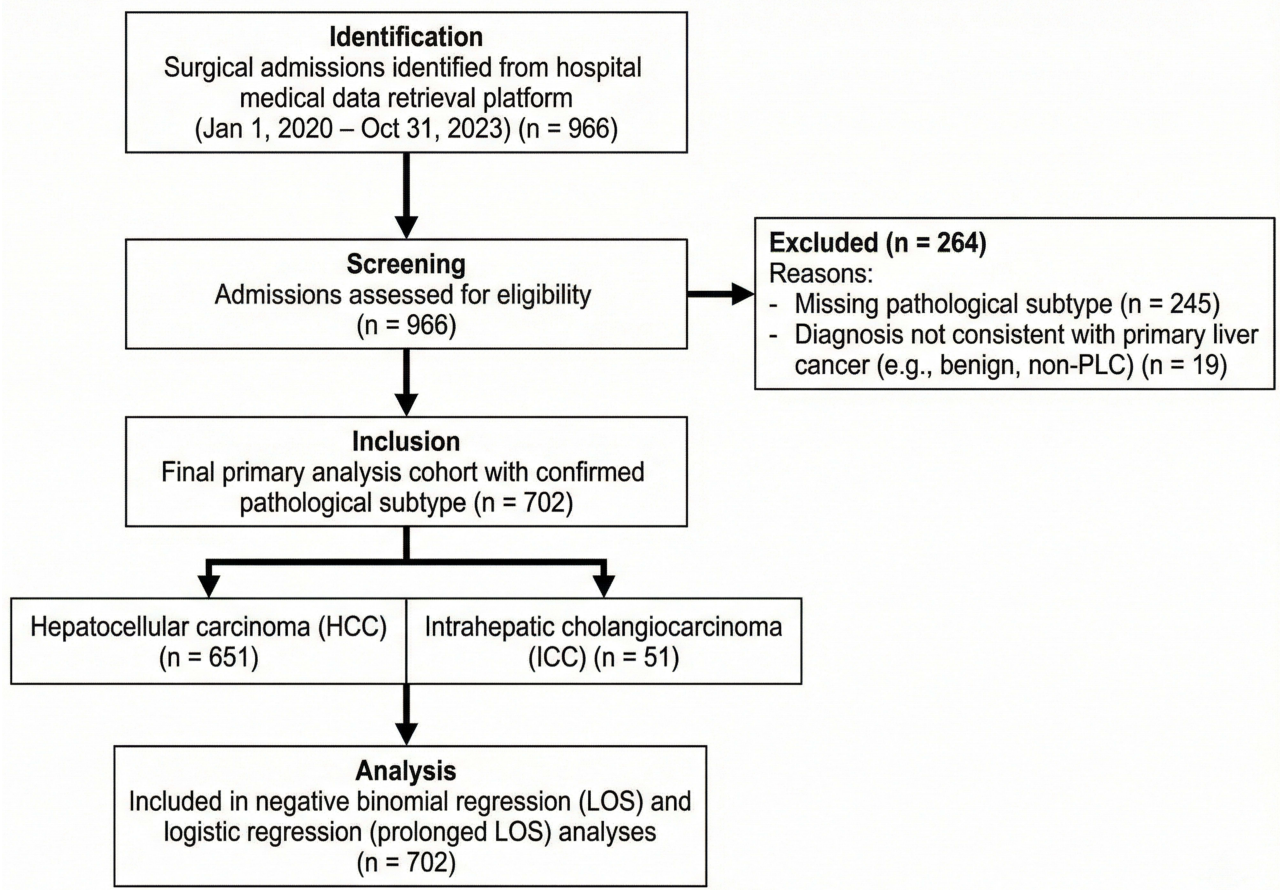 Identification
Surgical admissions identified from hospital
medical data retrieval platform
(Jan 1, 2020 – Oct 31, 2023) (n = 966)
Screening
Admissions assessed for eligibility
(n = 966)
Excluded (n = 264)
Reasons:
- Missing pathological subtype (n = 245)
- Diagnosis not consistent with primary liver
cancer (e.g., benign, non-PLC) (n = 19)
Inclusion
Final primary analysis cohort with confirmed
pathological subtype (n = 702)
Hepatocellular carcinoma (HCC)
(n = 651)
Intrahepatic cholangiocarcinoma
(ICC) (n = 51)
Analysis
Included in negative binomial regression (LOS) and
logistic regression (prolonged LOS) analyses
(n = 702)